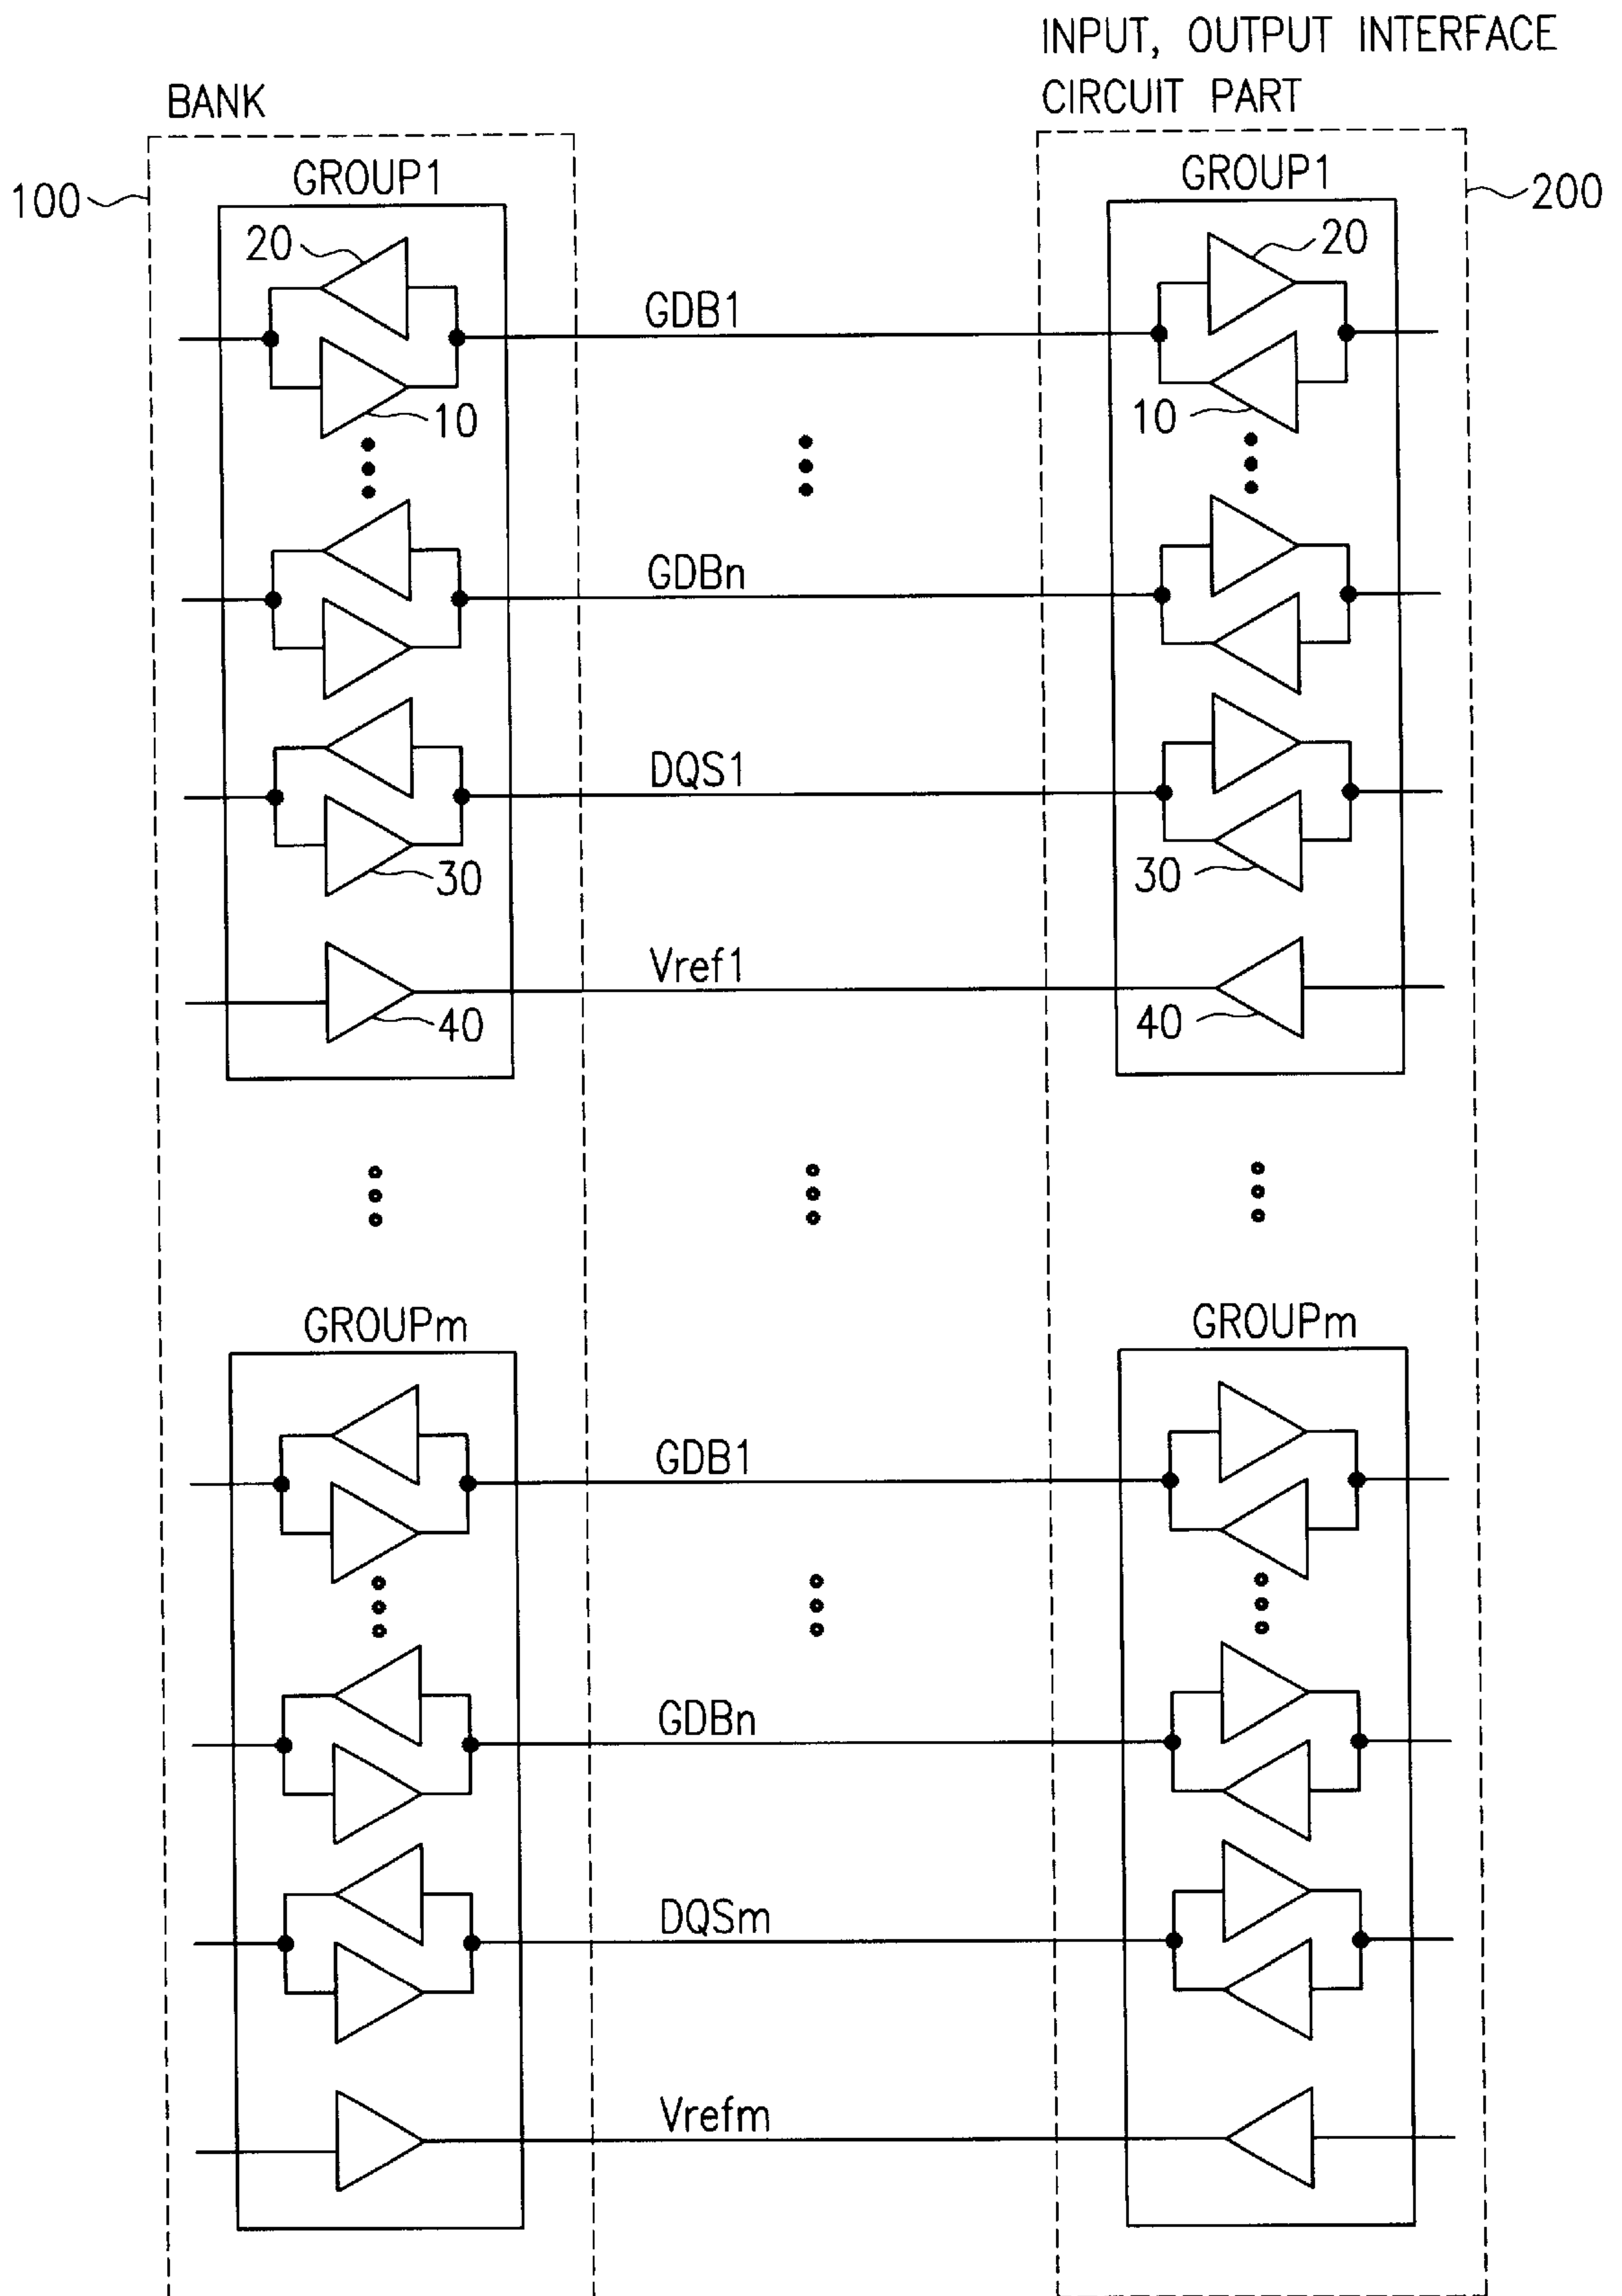 INPUT, OUTPUT INTERFACE
CIRCUIT PART
BANK
100
GROUP1
GROUP1
200
20
20
GDB1
10
10
GDBn
DQS1
30
30
Vref1
40
40
GROUPm
GROUPm
GDB1
GDBn
DQSm
Vrefm